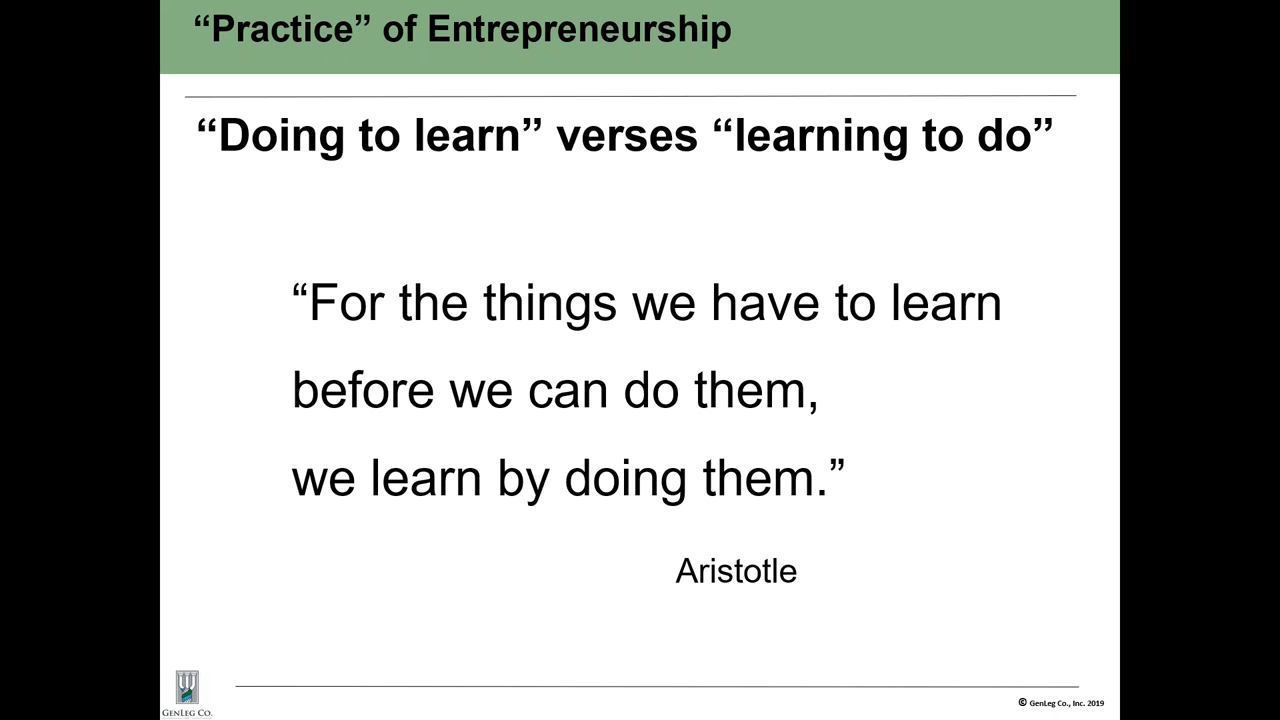 “Practice” of Entrepreneurship
“Doing to learn” verses “learning to do”
“For the things we have to learn
before we can do them,
we learn by doing them.”
Aristotle
GENLEG CO.
© GenLeg Co., Inc. 2019